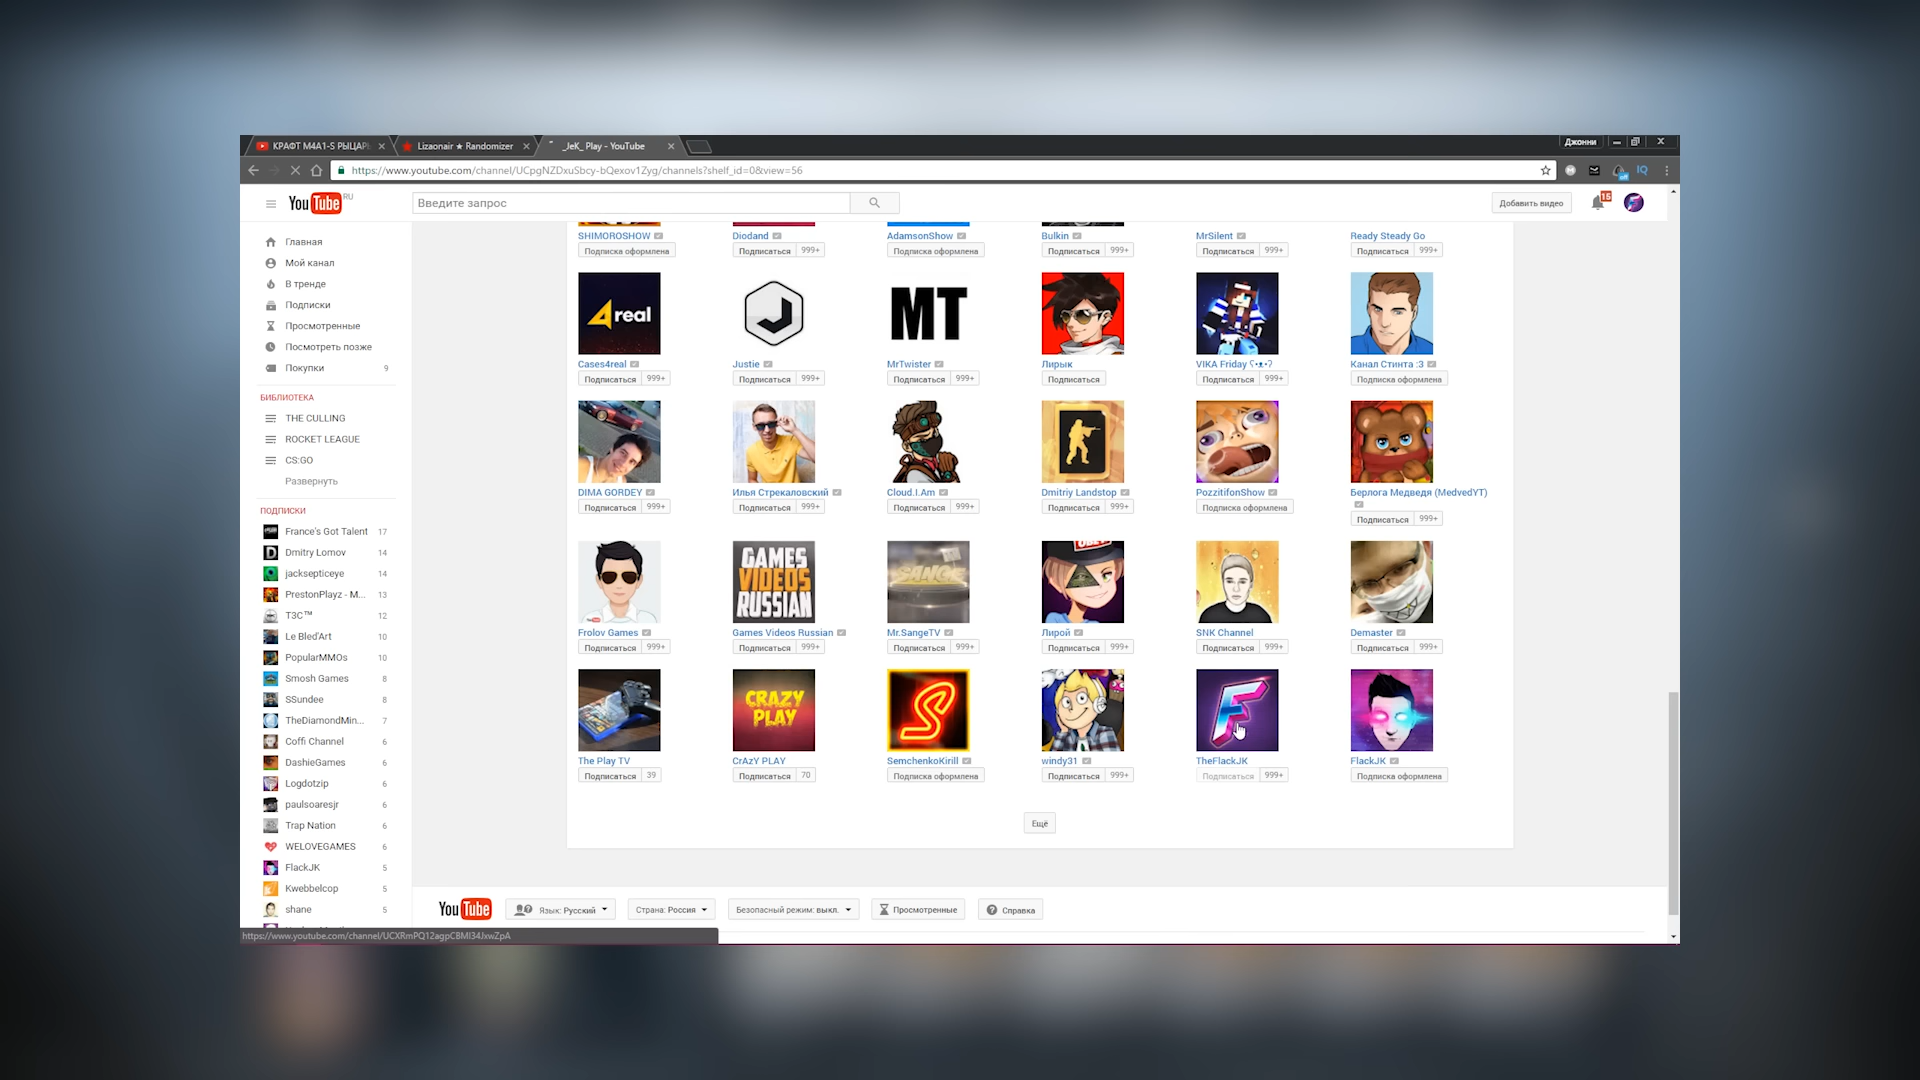 КРАФТ M4A1-S РЫЦАРЬ
Lizaonair ★ Randomizer
_JeK_ Play - YouTube
Джонни
https://www.youtube.com/channel/UCpgNZDxuSbcy-bQexov1Zyg/channels?shelf_id=0&view=56
IQ
YouTube RU
Введите запрос
Добавить видео
15
Главная
Мой канал
В тренде
Подписки
Просмотренные
Посмотреть позже
Покупки 9
БИБЛИОТЕКА
THE CULLING
ROCKET LEAGUE
CS:GO
Развернуть
ПОДПИСКИ
France's Got Talent 17
Dmitry Lomov 14
jacksepticeye 14
PrestonPlayz - M... 13
T3C™ 12
Le Bled'Art 10
PopularMMOs 10
Smosh Games 8
SSundee 8
TheDiamondMin... 7
Coffi Channel 6
DashieGames 6
Logdotzip 6
paulsoaresjr 6
Trap Nation 6
WELOVEGAMES 6
FlackJK 5
Kwebbelcop 5
shane 5
SHIMOROSHOW Diodand AdamsonShow Bulkin MrSilent Ready Steady Go
Подписка оформлена Подписаться 999+ Подписка оформлена Подписаться 999+ Подписаться 999+ Подписаться 999+
4real MT
Cases4real Justie MrTwister Лирык VIKA Friday ʕ•ᴥ•ʔ Канал Стинта :3
Подписаться 999+ Подписаться 999+ Подписаться 999+ Подписаться Подписаться 999+ Подписка оформлена
DIMA GORDEY Илья Стрекаловский Cloud.I.Am Dmitriy Landstop PozzitifonShow Берлога Медведя (MedvedYT)
Подписаться 999+ Подписаться 999+ Подписаться 999+ Подписаться 999+ Подписка оформлена Подписаться 999+
GAMES
VIDEOS
RUSSIAN
SANGE
OBEY
Frolov Games Games Videos Russian Mr.SangeTV Лирой SNK Channel Demaster
Подписаться 999+ Подписаться 999+ Подписаться 999+ Подписаться 999+ Подписаться 999+ Подписаться 999+
CRAZY
PLAY
S
F
The Play TV CrAzY PLAY SemchenkoKirill windy31 TheFlackJK FlackJK
Подписаться 39 Подписаться 70 Подписка оформлена Подписаться 999+ Подписаться 999+ Подписка оформлена
Ещё
YouTube
Язык: Русский
Страна: Россия
Безопасный режим: выкл.
Просмотренные
Справка
https://www.youtube.com/channel/UCXRmPQ12agpCBMI34JxwZpA